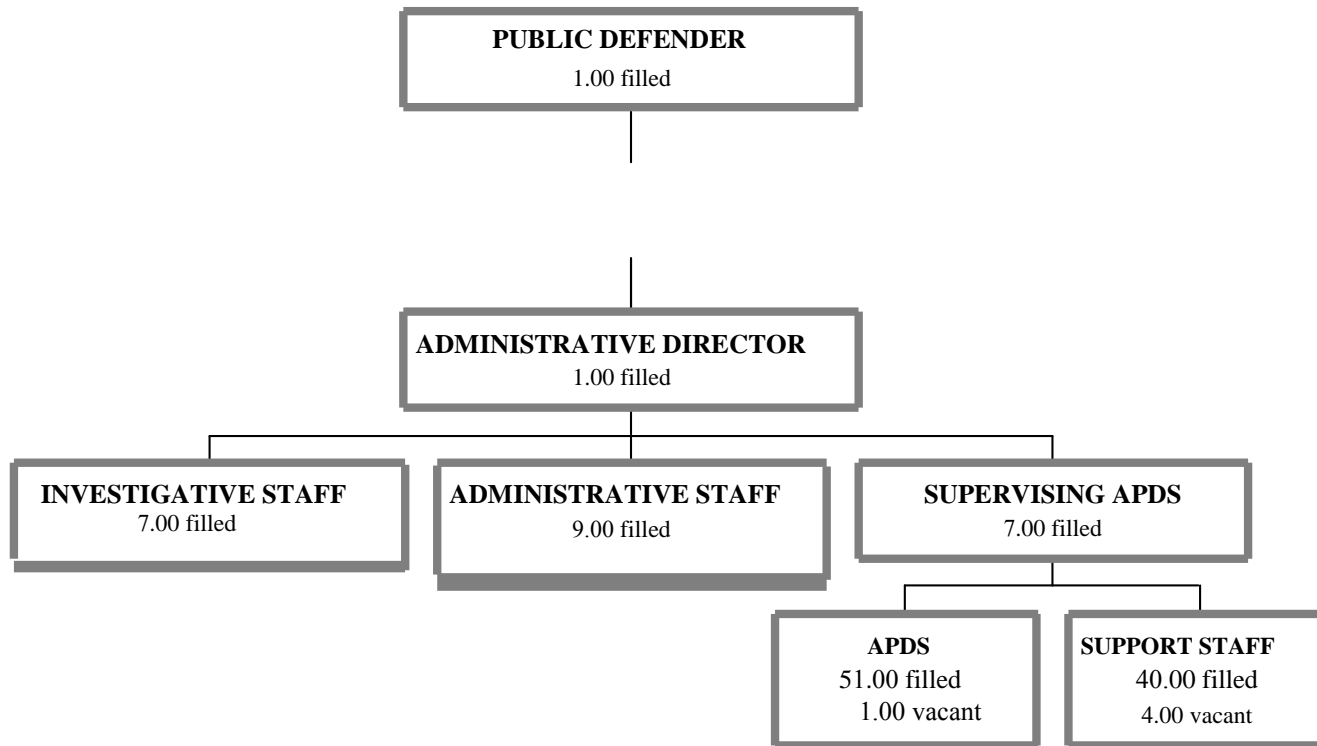 PUBLIC DEFENDER
1.00 filled
ADMINISTRATIVE DIRECTOR
1.00 filled
INVESTIGATIVE STAFF
7.00 filled
ADMINISTRATIVE STAFF
9.00 filled
SUPERVISING APDS
7.00 filled
APDS
51.00 filled
1.00 vacant
SUPPORT STAFF
40.00 filled
4.00 vacant